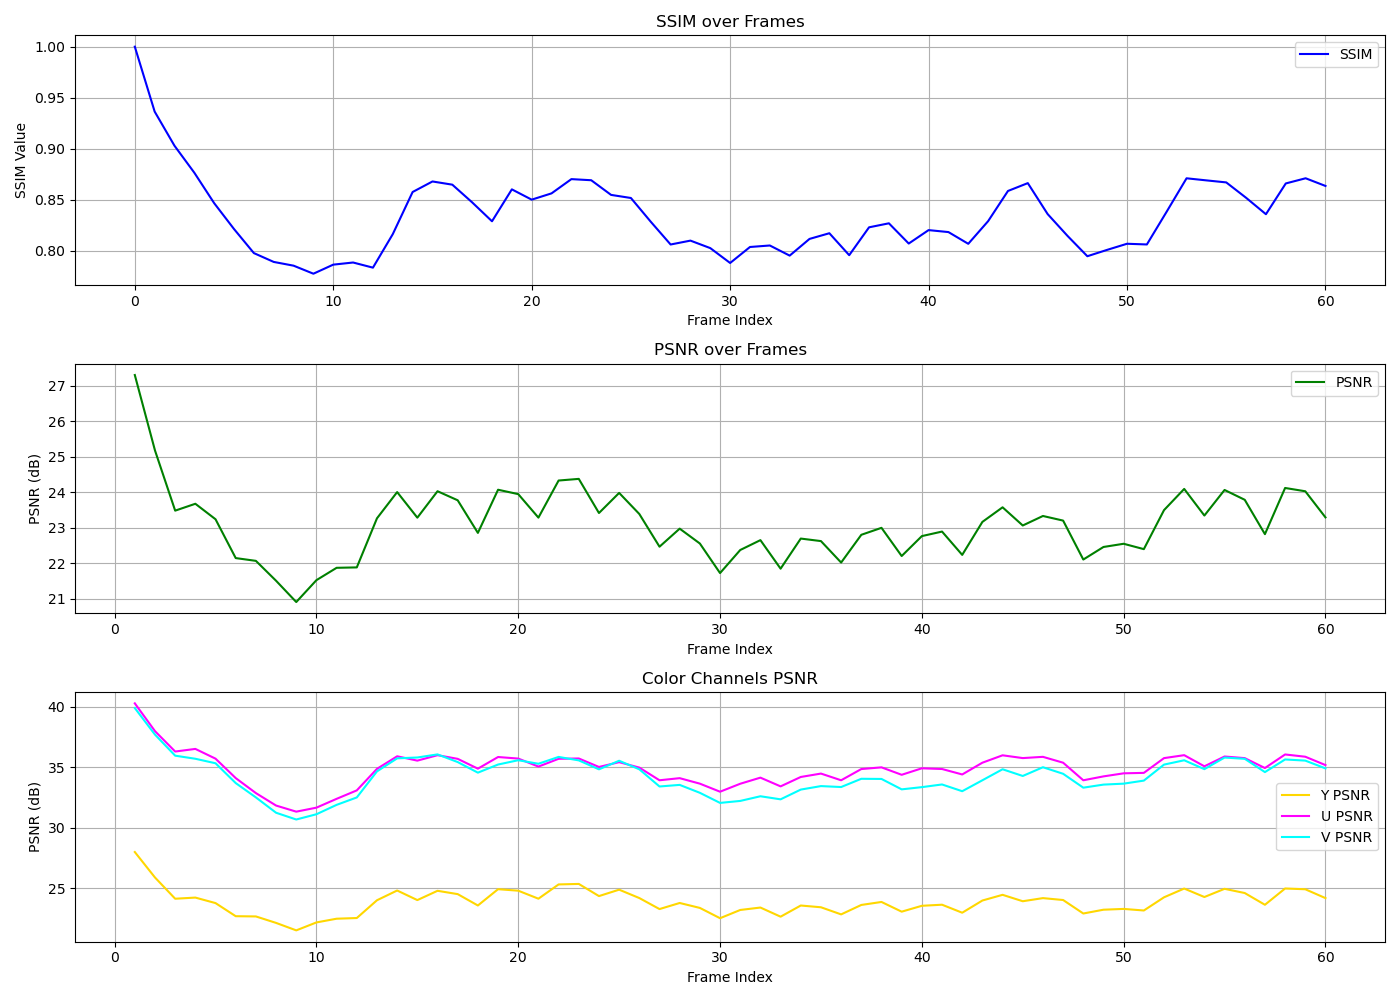 SSIM over Frames
1.00
0.95
0.90
0.85
0.80
SSIM Value
SSIM
0 10 20 30 40 50 60
Frame Index
PSNR over Frames
27
26
25
24
23
22
21
PSNR (dB)
PSNR
0 10 20 30 40 50 60
Frame Index
Color Channels PSNR
40
35
30
25
PSNR (dB)
Y PSNR
U PSNR
V PSNR
0 10 20 30 40 50 60
Frame Index